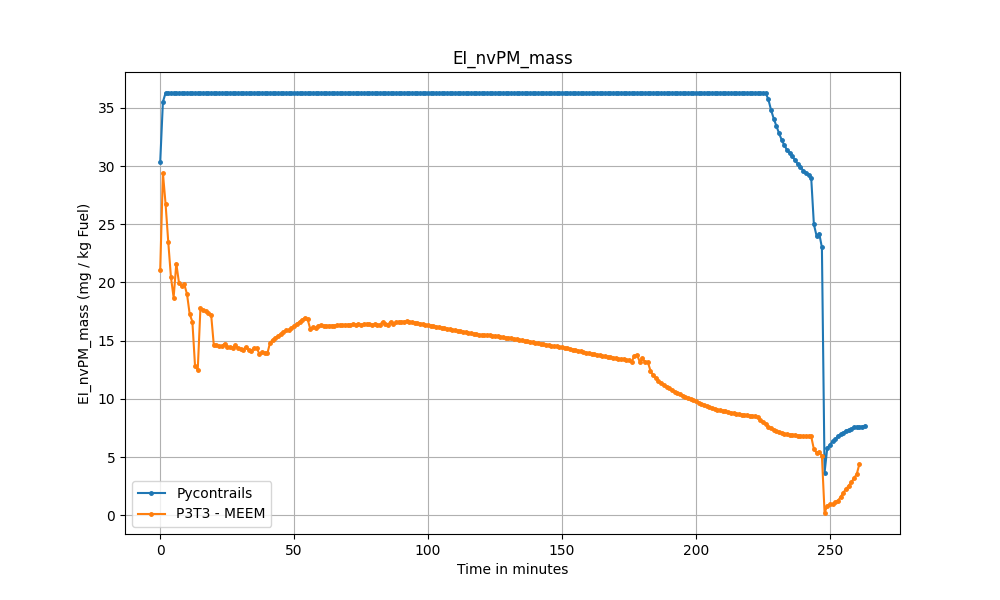 EI_nvPM_mass
EI_nvPM_mass (mg / kg Fuel)
35
30
25
20
15
10
5
0
Pycontrails
P3T3 - MEEM
0 50 100 150 200 250
Time in minutes